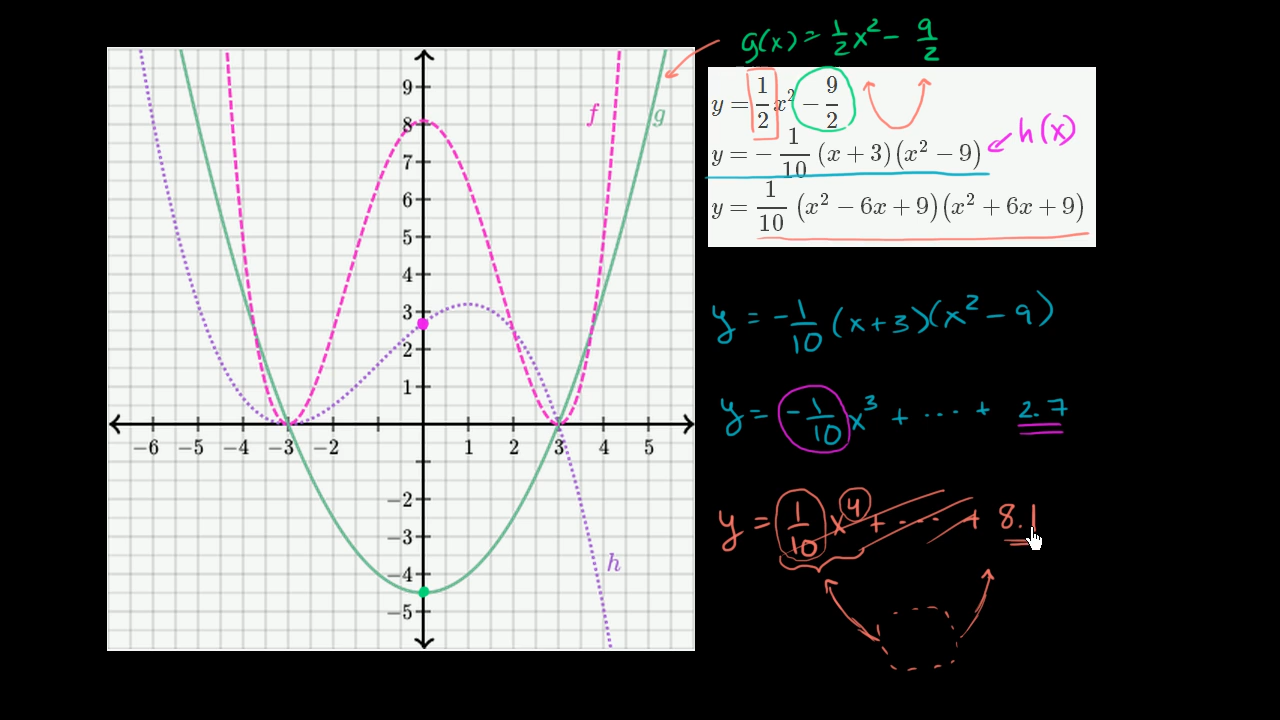 g(x) = 1/2 x² - 9/2
y = 1/2 x² − 9/2
y = − 1/10 (x + 3)(x² − 9)
h(x)
y = 1/10 (x² − 6x + 9)(x² + 6x + 9)
y = - 1/10 (x+3)(x² - 9)
y = - 1/10 x³ + ... + 2.7
y = 1/10 x⁴ + ... + 8.1
f
g
h
9
8
7
6
5
4
3
2
1
−6 −5 −4 −3 −2 1 2 3 4 5
−2
−3
−4
−5